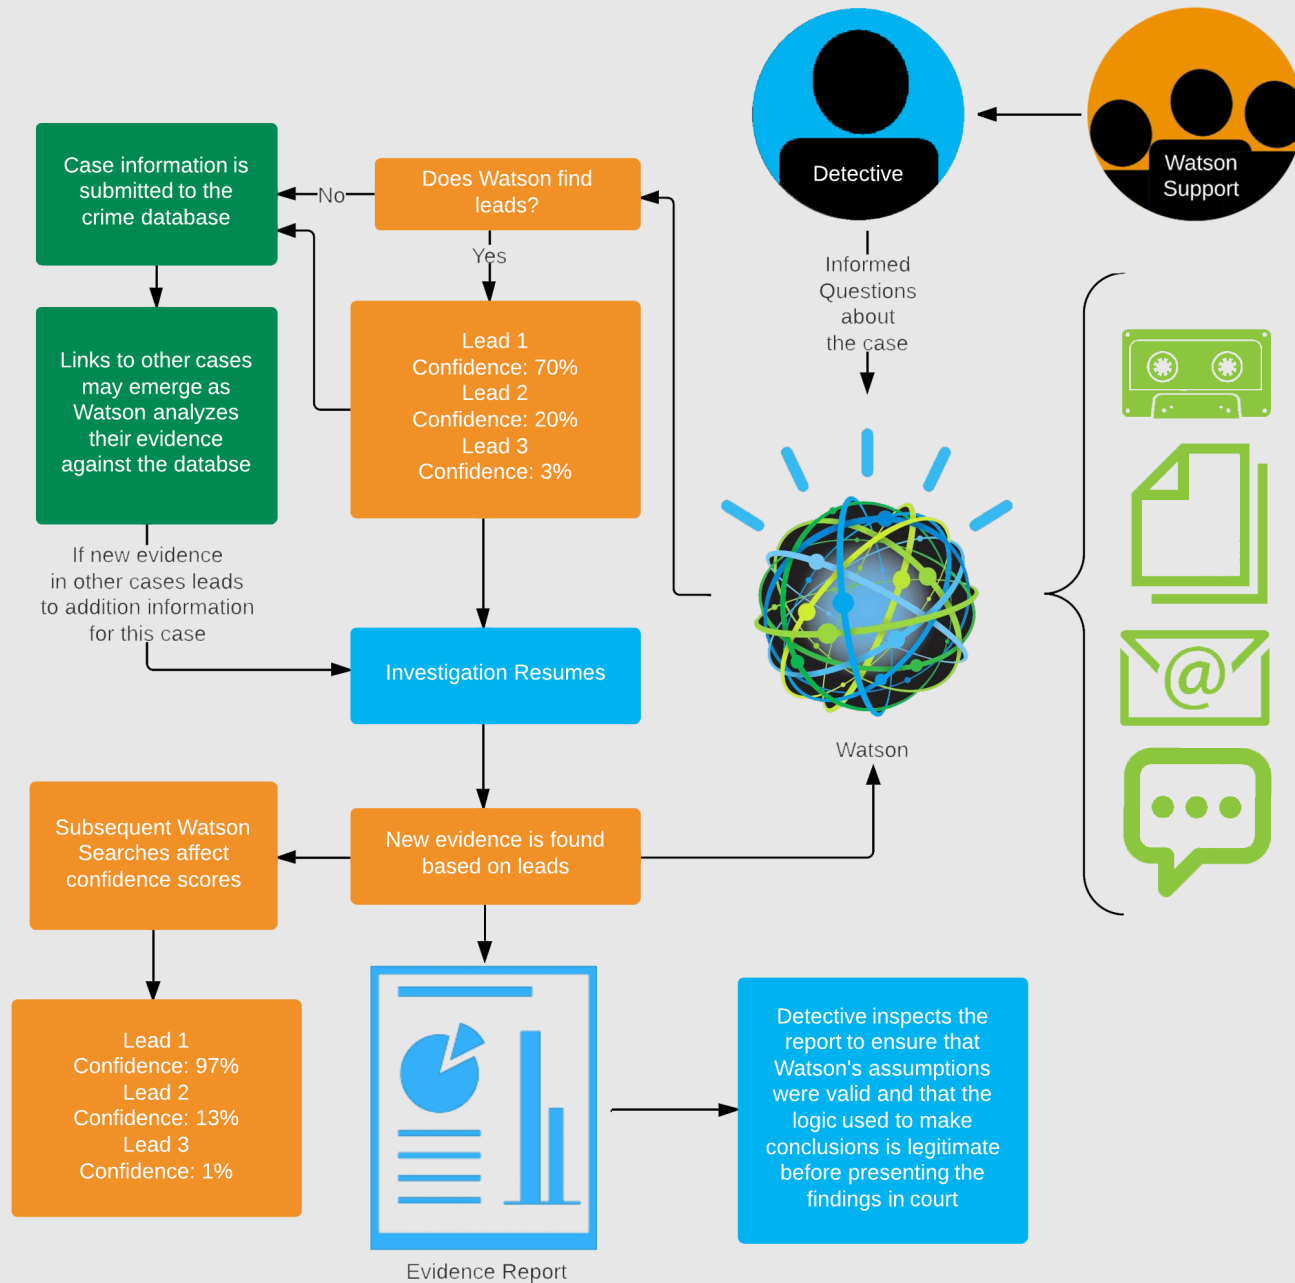 Detective
Watson
Support
Case information is
submitted to the
crime database
No
Does Watson find
leads?
Yes
Informed
Questions
about
the case
Links to other cases
may emerge as
Watson analyzes
their evidence
against the databse
Lead 1
Confidence: 70%
Lead 2
Confidence: 20%
Lead 3
Confidence: 3%
@
If new evidence
in other cases leads
to addition information
for this case
Investigation Resumes
Watson
Subsequent Watson
Searches affect
confidence scores
New evidence is found
based on leads
Lead 1
Confidence: 97%
Lead 2
Confidence: 13%
Lead 3
Confidence: 1%
Evidence Report
Detective inspects the
report to ensure that
Watson's assumptions
were valid and that the
logic used to make
conclusions is legitimate
before presenting the
findings in court